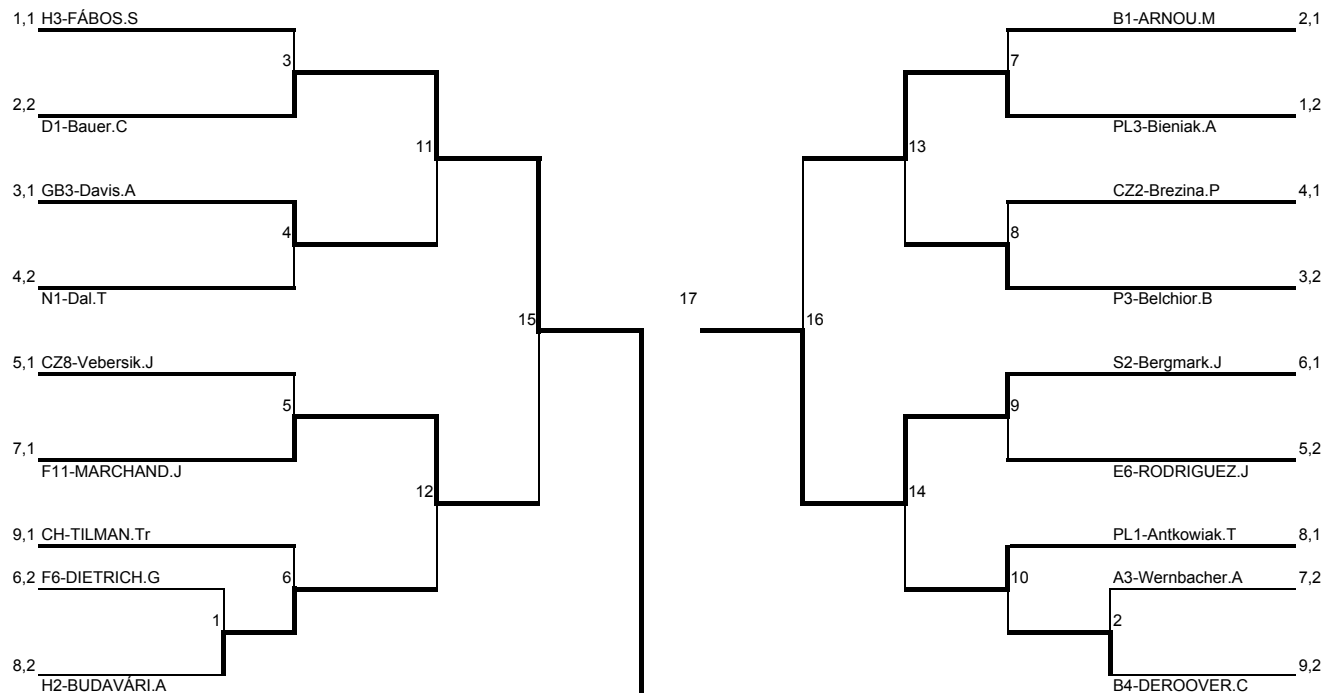 1,1 H3-FÁBOS.S
3
2,2
D1-Bauer.C
11
3,1 GB3-Davis.A
4
4,2
N1-Dal.T
15
5,1 CZ8-Vebersik.J
5
7,1
F11-MARCHAND.J
12
9,1 CH-TILMAN.Tr
6,2 F6-DIETRICH.G
6
1
8,2
H2-BUDAVÁRI.A
17
B1-ARNOU.M 2,1
7
1,2
PL3-Bieniak.A
13
CZ2-Brezina.P 4,1
8
3,2
P3-Belchior.B
16
S2-Bergmark.J 6,1
9
5,2
E6-RODRIGUEZ.J
14
PL1-Antkowiak.T 8,1
10
A3-Wernbacher.A 7,2
2
9,2
B4-DEROOVER.C